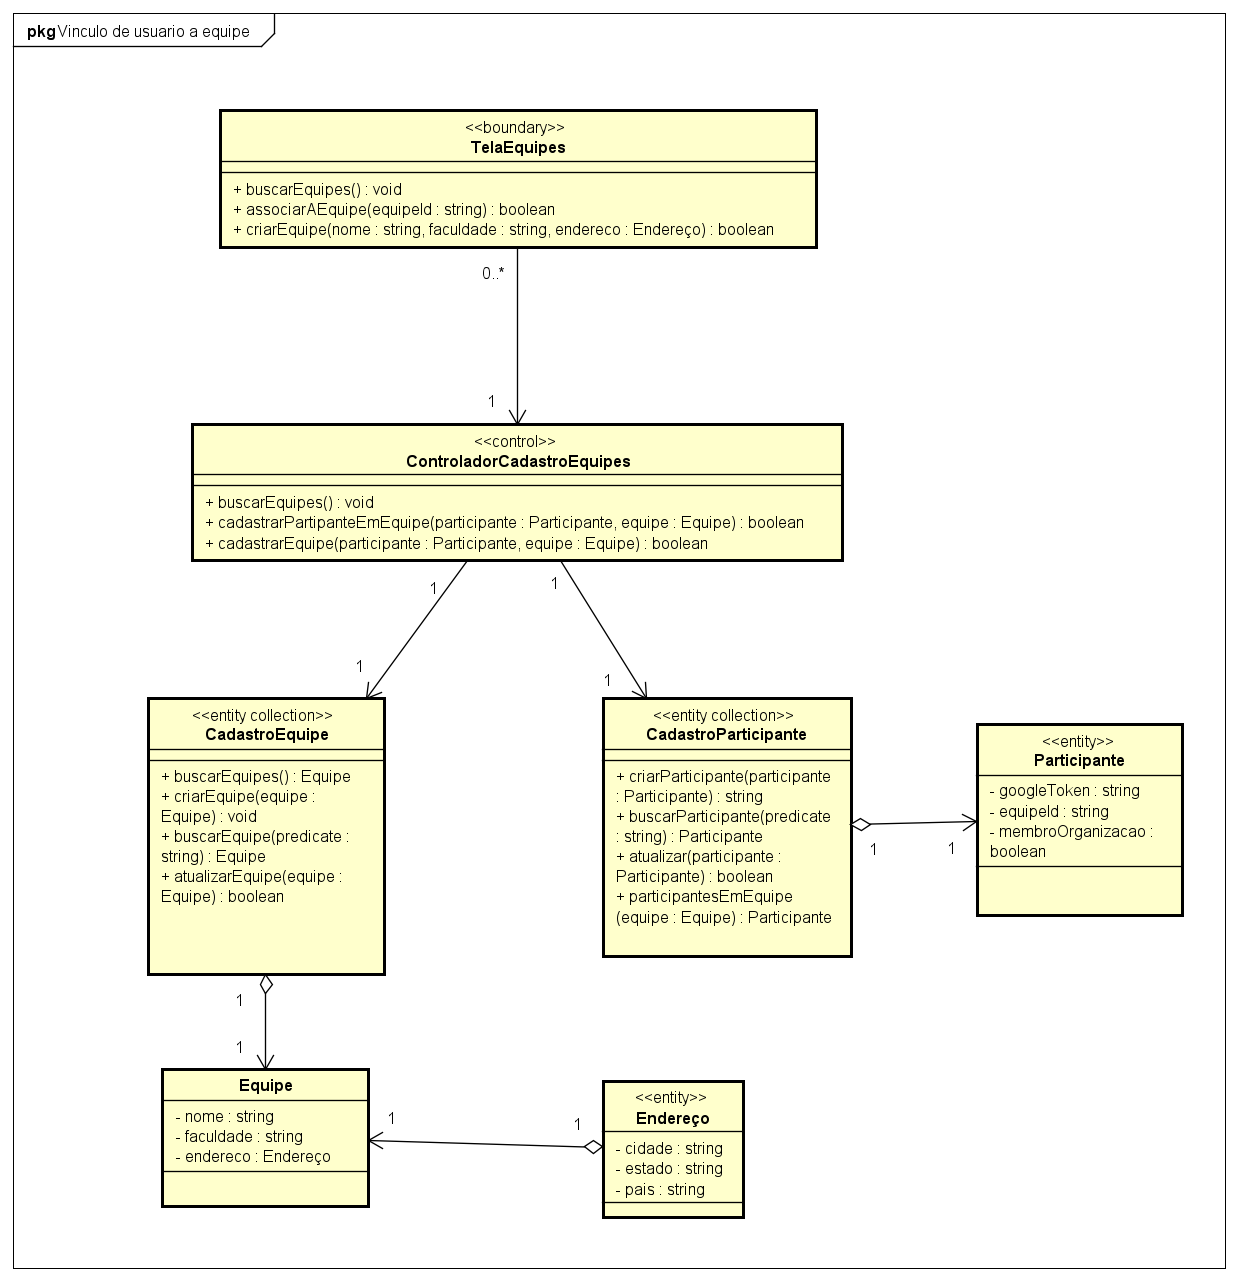 pkg Vinculo de usuario a equipe
<<boundary>>
TelaEquipes
+ buscarEquipes() : void
+ associarAEquipe(equipeId : string) : boolean
+ criarEquipe(nome : string, faculdade : string, endereco : Endereço) : boolean
0..*
1
<<control>>
ControladorCadastroEquipes
+ buscarEquipes() : void
+ cadastrarPartipanteEmEquipe(participante : Participante, equipe : Equipe) : boolean
+ cadastrarEquipe(participante : Participante, equipe : Equipe) : boolean
1
1
1
1
<<entity collection>>
CadastroEquipe
+ buscarEquipes() : Equipe
+ criarEquipe(equipe :
Equipe) : void
+ buscarEquipe(predicate :
string) : Equipe
+ atualizarEquipe(equipe :
Equipe) : boolean
<<entity collection>>
CadastroParticipante
+ criarParticipante(participante
: Participante) : string
+ buscarParticipante(predicate
: string) : Participante
+ atualizar(participante :
Participante) : boolean
+ participantesEmEquipe
(equipe : Equipe) : Participante
1
1
<<entity>>
Participante
- googleToken : string
- equipeId : string
- membroOrganizacao :
boolean
1
1
Equipe
- nome : string
- faculdade : string
- endereco : Endereço
1
1
<<entity>>
Endereço
- cidade : string
- estado : string
- pais : string